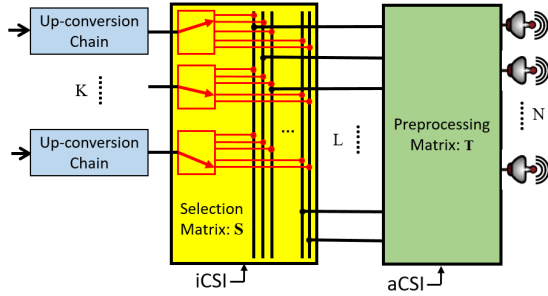 Up-conversion
Chain
K
Up-conversion
Chain
Selection
Matrix: S
...
L
Preprocessing
Matrix: T
N
iCSI
aCSI